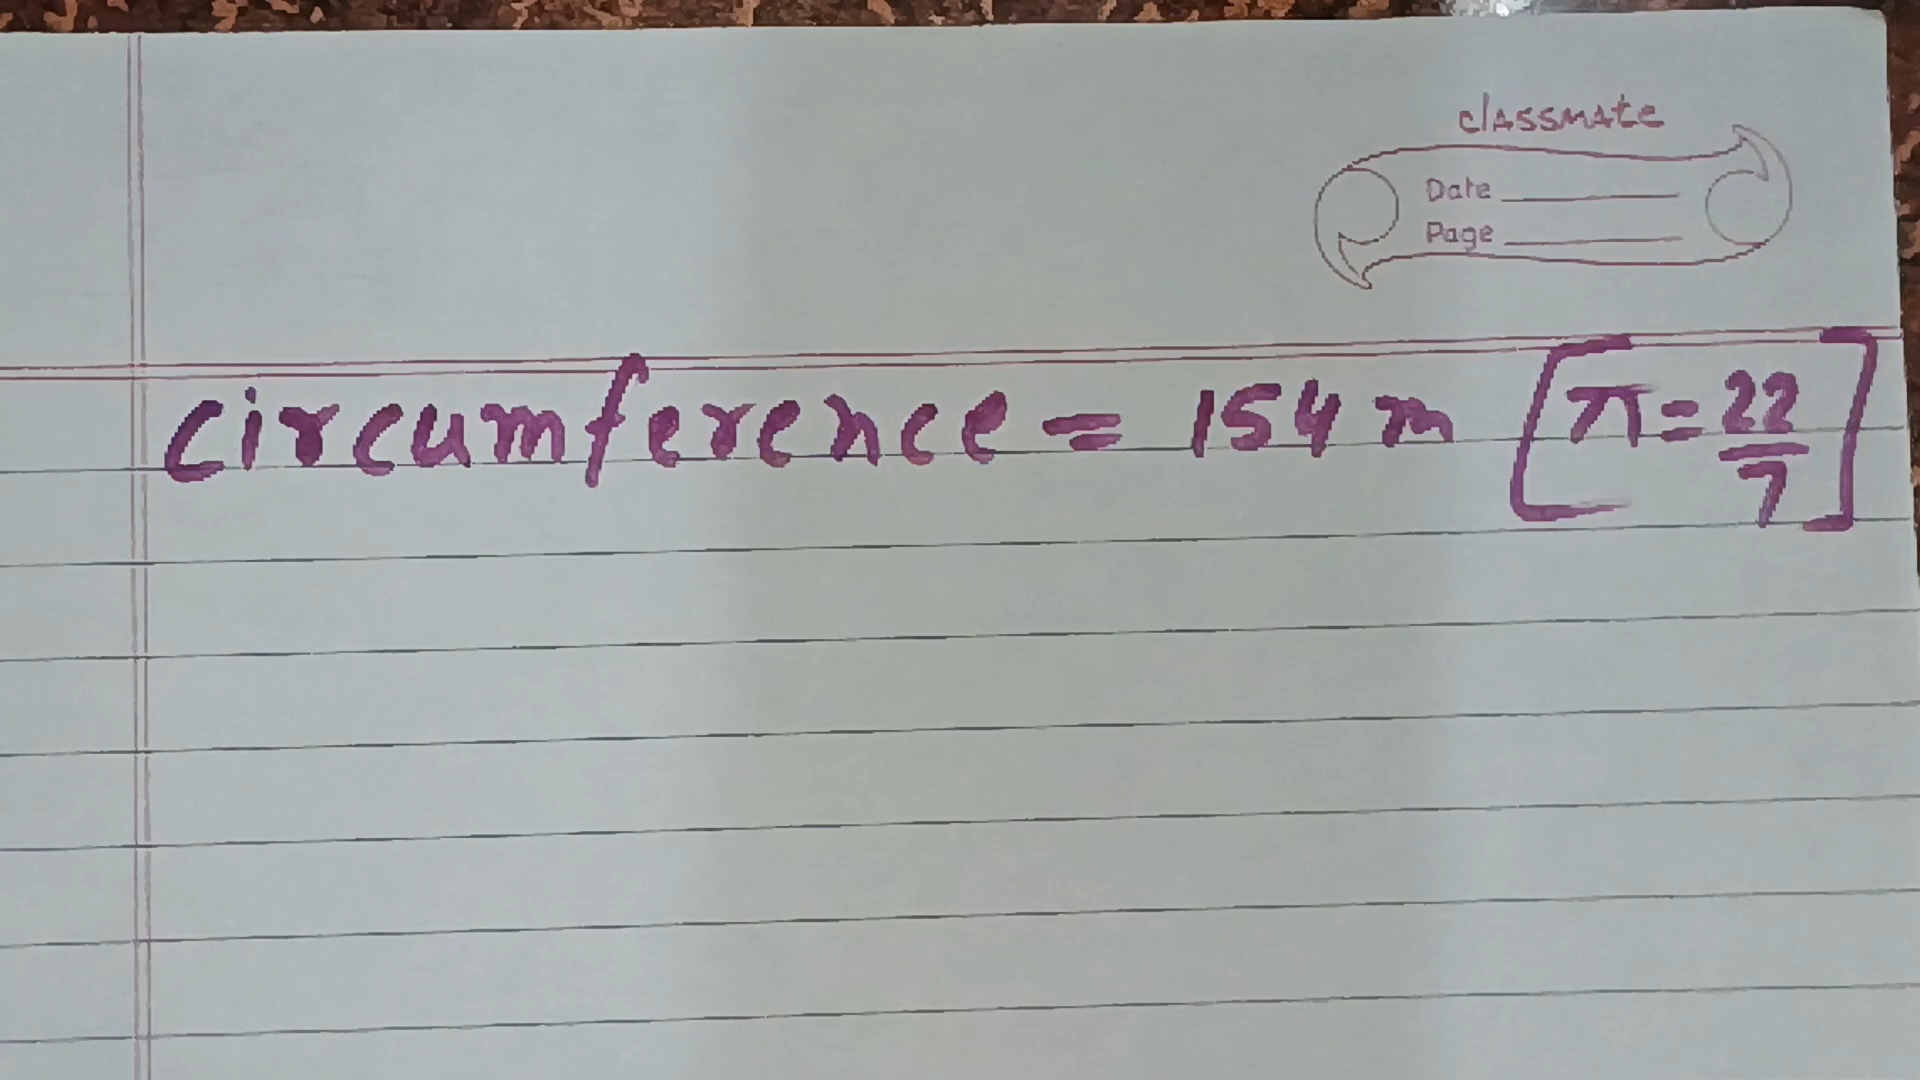 classmate
Date
Page
circumference = 154 m [π = 22/7]